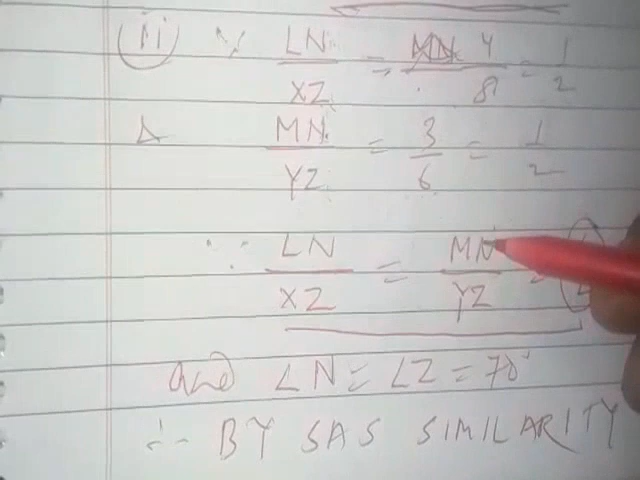 (ii) ∵ LN/XZ = 4/8 = 1/2
& MN/YZ = 3/6 = 1/2
∵ LN/XZ = MN/YZ =
and ∠N = ∠Z = 70°
∴ BY SAS SIMILARITY